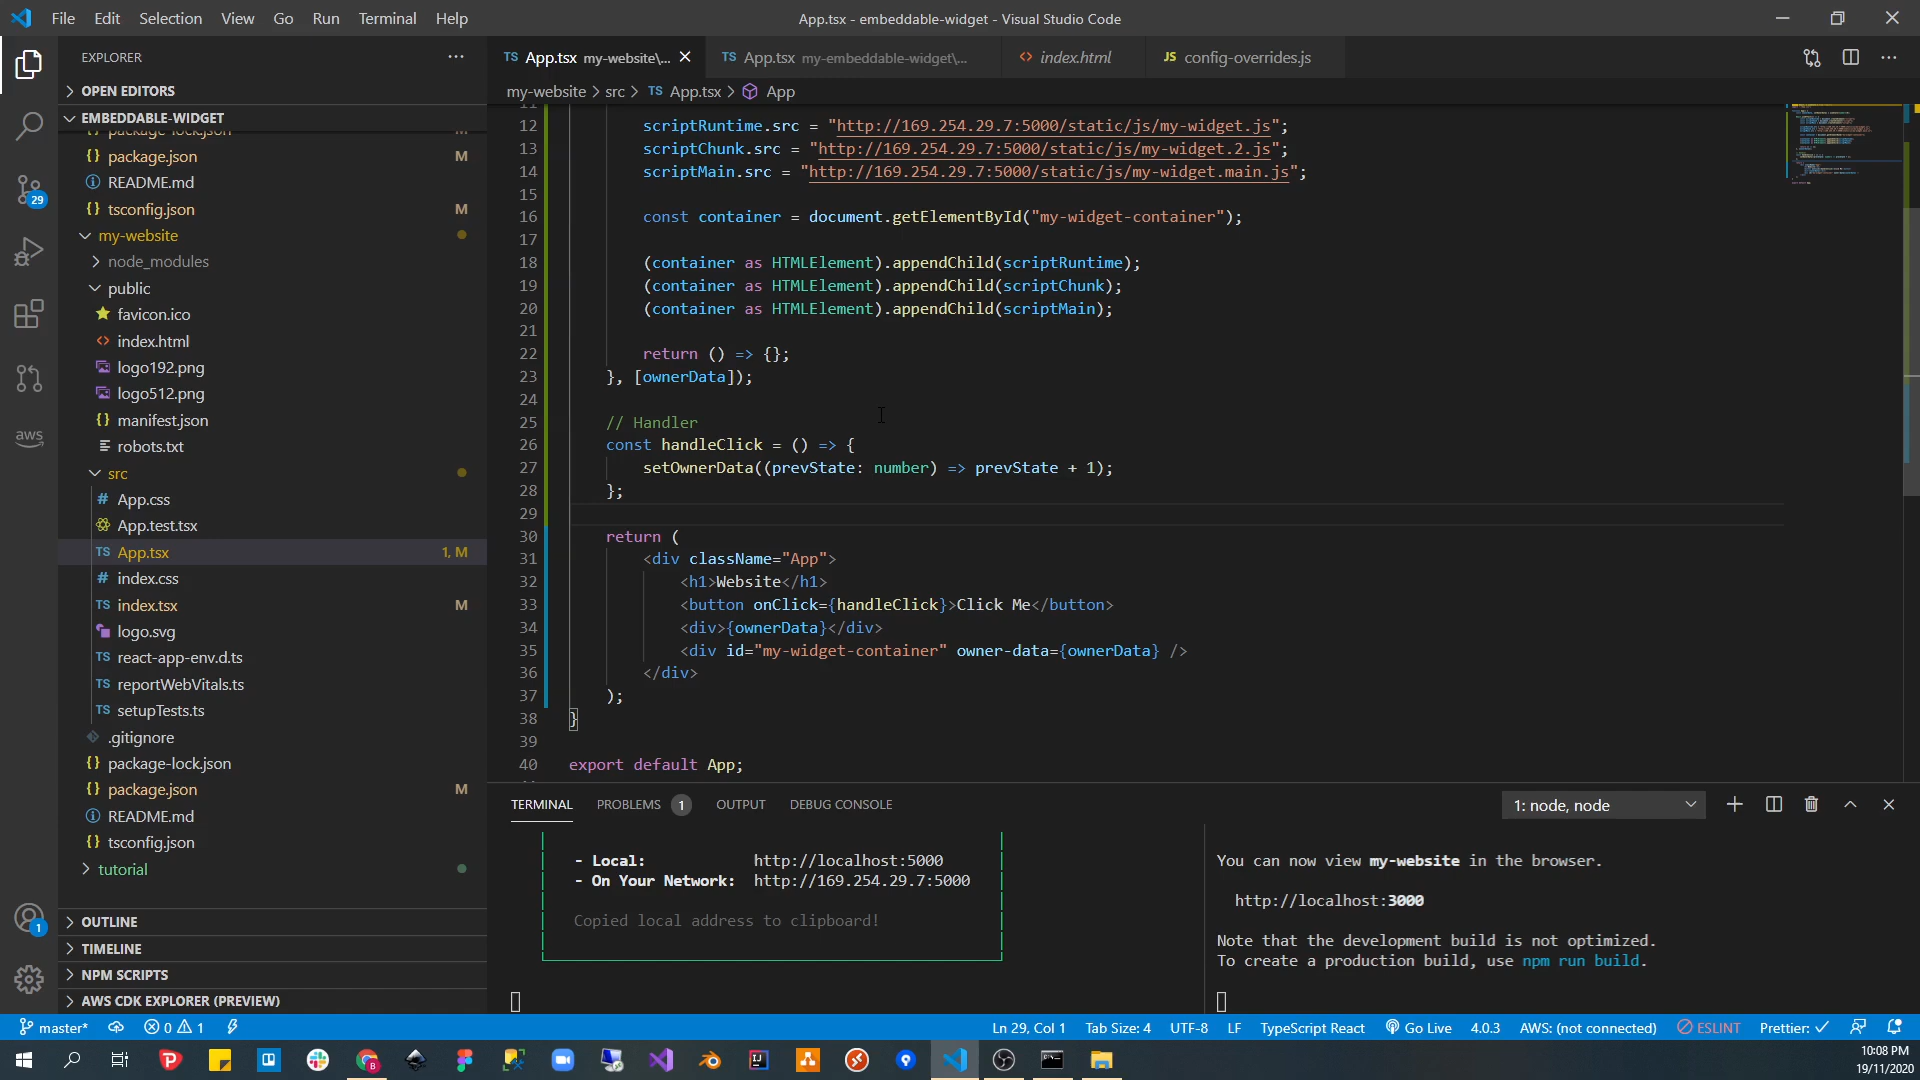 File Edit Selection View Go Run Terminal Help
App.tsx - embeddable-widget - Visual Studio Code
EXPLORER
OPEN EDITORS
EMBEDDABLE-WIDGET
package-lock.json
{} package.json M
README.md
{} tsconfig.json M
my-website
node_modules
public
favicon.ico
<> index.html
logo192.png
logo512.png
{} manifest.json
robots.txt
src
# App.css
App.test.tsx
TS App.tsx 1, M
# index.css
TS index.tsx M
logo.svg
TS react-app-env.d.ts
TS reportWebVitals.ts
TS setupTests.ts
.gitignore
{} package-lock.json
{} package.json M
README.md
{} tsconfig.json
tutorial
OUTLINE
TIMELINE
NPM SCRIPTS
AWS CDK EXPLORER (PREVIEW)
29
aws
1
TS App.tsx my-website\...
TS App.tsx my-embeddable-widget\...
<> index.html
JS config-overrides.js
my-website > src > TS App.tsx > App
11
12 scriptRuntime.src = "http://169.254.29.7:5000/static/js/my-widget.js";
13 scriptChunk.src = "http://169.254.29.7:5000/static/js/my-widget.2.js";
14 scriptMain.src = "http://169.254.29.7:5000/static/js/my-widget.main.js";
15
16 const container = document.getElementById("my-widget-container");
17
18 (container as HTMLElement).appendChild(scriptRuntime);
19 (container as HTMLElement).appendChild(scriptChunk);
20 (container as HTMLElement).appendChild(scriptMain);
21
22 return () => {};
23 }, [ownerData]);
24
25 // Handler
26 const handleClick = () => {
27 setOwnerData((prevState: number) => prevState + 1);
28 };
29
30 return (
31 <div className="App">
32 <h1>Website</h1>
33 <button onClick={handleClick}>Click Me</button>
34 <div>{ownerData}</div>
35 <div id="my-widget-container" owner-data={ownerData} />
36 </div>
37 );
38 }
39
40 export default App;
TERMINAL PROBLEMS 1 OUTPUT DEBUG CONSOLE
1: node, node
- Local: http://localhost:5000
- On Your Network: http://169.254.29.7:5000
Copied local address to clipboard!
You can now view my-website in the browser.
http://localhost:3000
Note that the development build is not optimized.
To create a production build, use npm run build.
master* 0 1
Ln 29, Col 1 Tab Size: 4 UTF-8 LF TypeScript React Go Live 4.0.3 AWS: (not connected) ESLINT Prettier: ✓
10:08 PM
19/11/2020